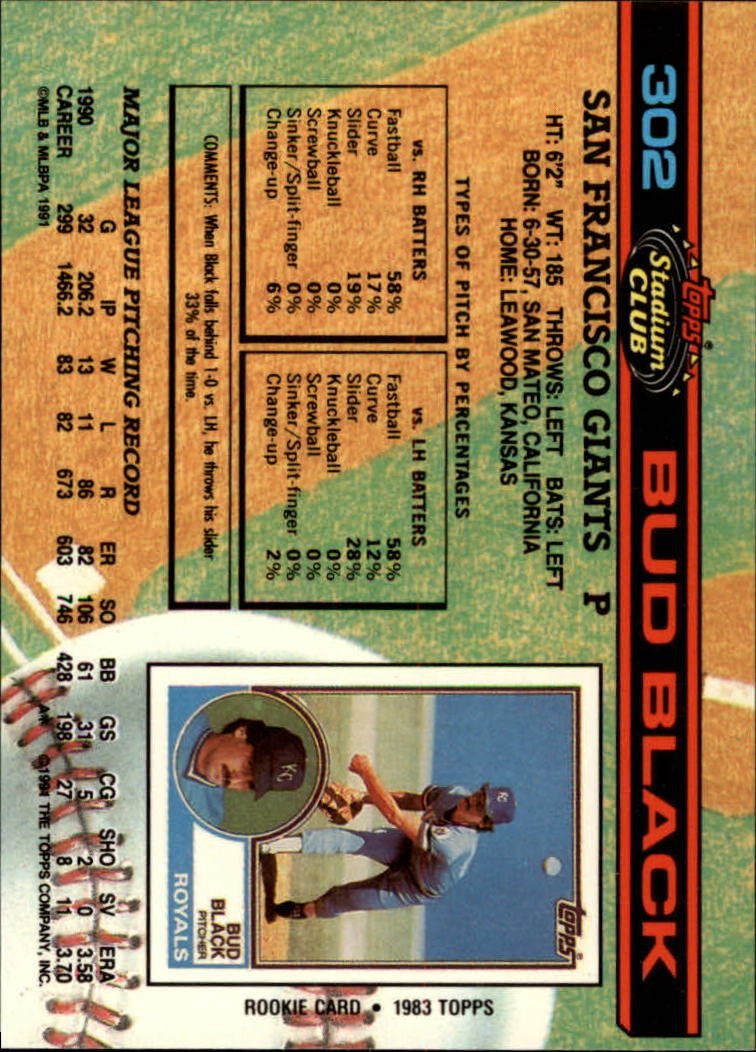 302
Topps®
Stadium
CLUB
BUD BLACK
SAN FRANCISCO GIANTS P
HT: 6'2" WT: 185 THROWS: LEFT BATS: LEFT
BORN: 6-30-57, SAN MATEO, CALIFORNIA
HOME: LEAWOOD, KANSAS
TYPES OF PITCH BY PERCENTAGES
vs. RH BATTERS
Fastball 58%
Curve 17%
Slider 19%
Knuckleball 0%
Screwball 0%
Sinker/Split-finger 0%
Change-up 6%
vs. LH BATTERS
Fastball 58%
Curve 12%
Slider 28%
Knuckleball 0%
Screwball 0%
Sinker/Split-finger 0%
Change-up 2%
COMMENTS: When Black falls behind 1-0 vs. LH, he throws his slider
33% of the time.
Topps
KC
KC
BUD
BLACK
PITCHER
ROYALS
ROOKIE CARD • 1983 TOPPS
MAJOR LEAGUE PITCHING RECORD
G IP W L R ER SO BB GS CG SHO SV ERA
1990 32 206.2 13 11 86 82 106 61 31 5 2 0 3.58
CAREER 299 1466.2 83 82 673 603 746 428 198 27 8 11 3.70
©MLB & MLBPA 1991
©1991 THE TOPPS COMPANY, INC.